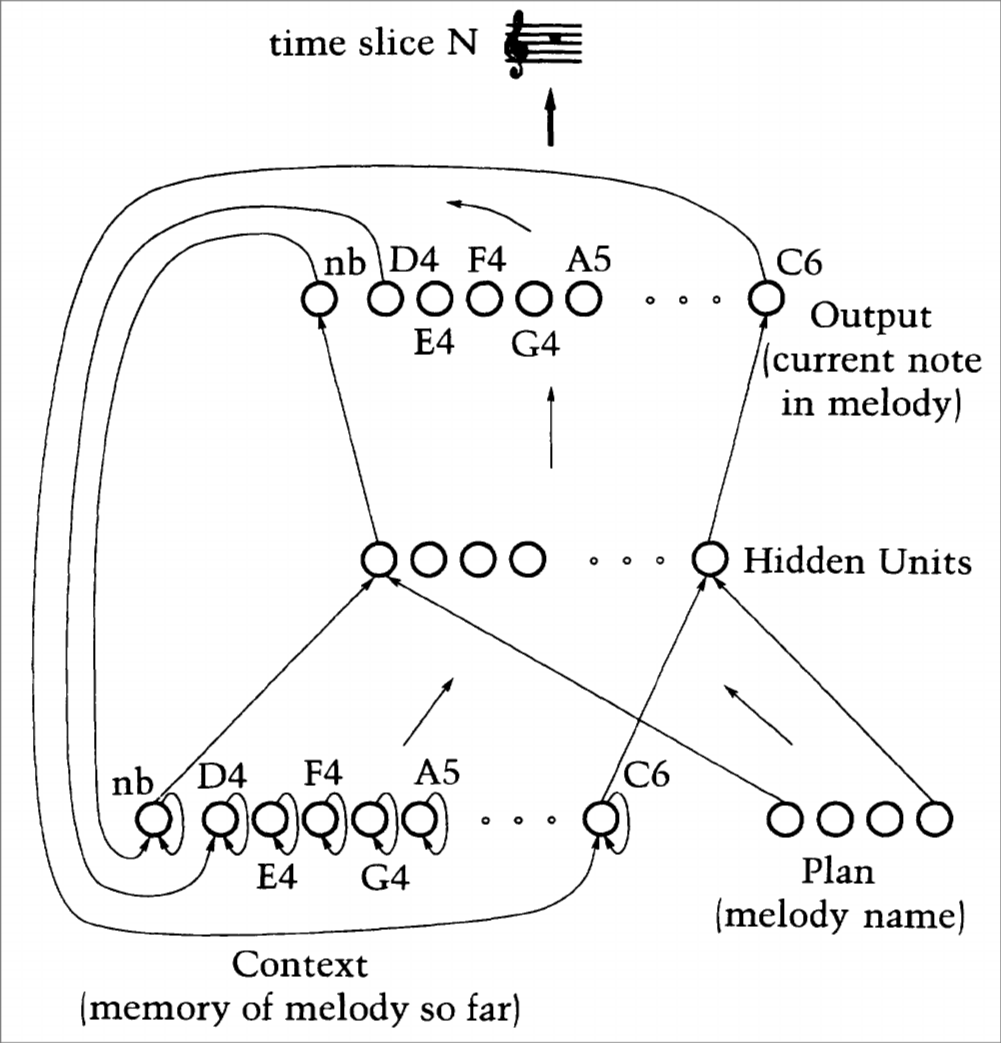 time slice N
nb D4 F4 A5 C6
E4 G4
Output
(current note
in melody)
Hidden Units
nb D4 F4 A5 C6
E4 G4
Plan
(melody name)
Context
(memory of melody so far)